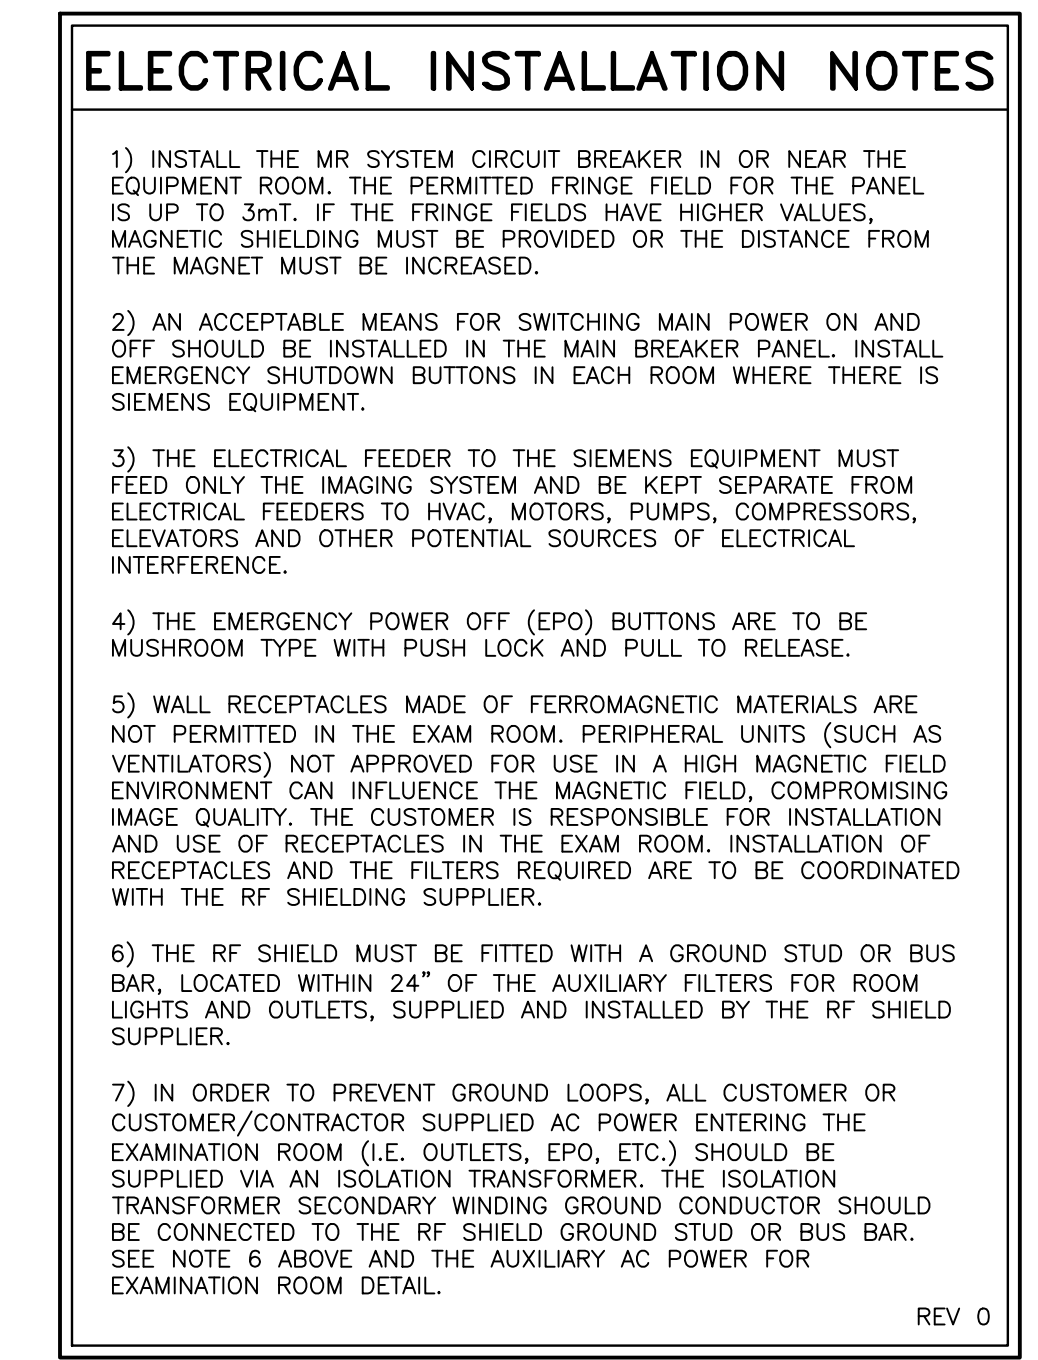 ELECTRICAL INSTALLATION NOTES
1) INSTALL THE MR SYSTEM CIRCUIT BREAKER IN OR NEAR THE
EQUIPMENT ROOM. THE PERMITTED FRINGE FIELD FOR THE PANEL
IS UP TO 3mT. IF THE FRINGE FIELDS HAVE HIGHER VALUES,
MAGNETIC SHIELDING MUST BE PROVIDED OR THE DISTANCE FROM
THE MAGNET MUST BE INCREASED.
2) AN ACCEPTABLE MEANS FOR SWITCHING MAIN POWER ON AND
OFF SHOULD BE INSTALLED IN THE MAIN BREAKER PANEL. INSTALL
EMERGENCY SHUTDOWN BUTTONS IN EACH ROOM WHERE THERE IS
SIEMENS EQUIPMENT.
3) THE ELECTRICAL FEEDER TO THE SIEMENS EQUIPMENT MUST
FEED ONLY THE IMAGING SYSTEM AND BE KEPT SEPARATE FROM
ELECTRICAL FEEDERS TO HVAC, MOTORS, PUMPS, COMPRESSORS,
ELEVATORS AND OTHER POTENTIAL SOURCES OF ELECTRICAL
INTERFERENCE.
4) THE EMERGENCY POWER OFF (EPO) BUTTONS ARE TO BE
MUSHROOM TYPE WITH PUSH LOCK AND PULL TO RELEASE.
5) WALL RECEPTACLES MADE OF FERROMAGNETIC MATERIALS ARE
NOT PERMITTED IN THE EXAM ROOM. PERIPHERAL UNITS (SUCH AS
VENTILATORS) NOT APPROVED FOR USE IN A HIGH MAGNETIC FIELD
ENVIRONMENT CAN INFLUENCE THE MAGNETIC FIELD, COMPROMISING
IMAGE QUALITY. THE CUSTOMER IS RESPONSIBLE FOR INSTALLATION
AND USE OF RECEPTACLES IN THE EXAM ROOM. INSTALLATION OF
RECEPTACLES AND THE FILTERS REQUIRED ARE TO BE COORDINATED
WITH THE RF SHIELDING SUPPLIER.
6) THE RF SHIELD MUST BE FITTED WITH A GROUND STUD OR BUS
BAR, LOCATED WITHIN 24” OF THE AUXILIARY FILTERS FOR ROOM
LIGHTS AND OUTLETS, SUPPLIED AND INSTALLED BY THE RF SHIELD
SUPPLIER.
7) IN ORDER TO PREVENT GROUND LOOPS, ALL CUSTOMER OR
CUSTOMER/CONTRACTOR SUPPLIED AC POWER ENTERING THE
EXAMINATION ROOM (I.E. OUTLETS, EPO, ETC.) SHOULD BE
SUPPLIED VIA AN ISOLATION TRANSFORMER. THE ISOLATION
TRANSFORMER SECONDARY WINDING GROUND CONDUCTOR SHOULD
BE CONNECTED TO THE RF SHIELD GROUND STUD OR BUS BAR.
SEE NOTE 6 ABOVE AND THE AUXILIARY AC POWER FOR
EXAMINATION ROOM DETAIL.
REV 0